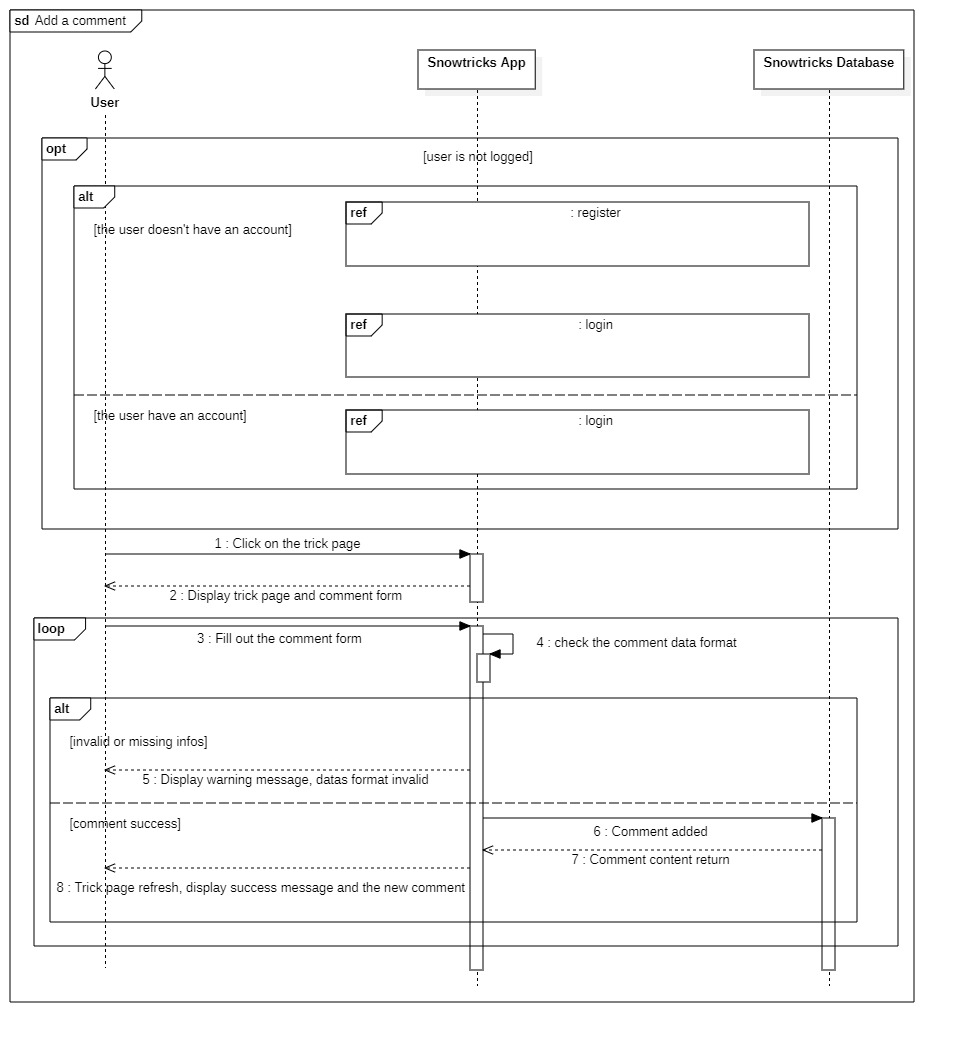 sd Add a comment
User
Snowtricks App
Snowtricks Database
opt
[user is not logged]
alt
[the user doesn't have an account]
ref
: register
ref
: login
[the user have an account]
ref
: login
1 : Click on the trick page
2 : Display trick page and comment form
loop
3 : Fill out the comment form
4 : check the comment data format
alt
[invalid or missing infos]
5 : Display warning message, datas format invalid
[comment success]
6 : Comment added
7 : Comment content return
8 : Trick page refresh, display success message and the new comment